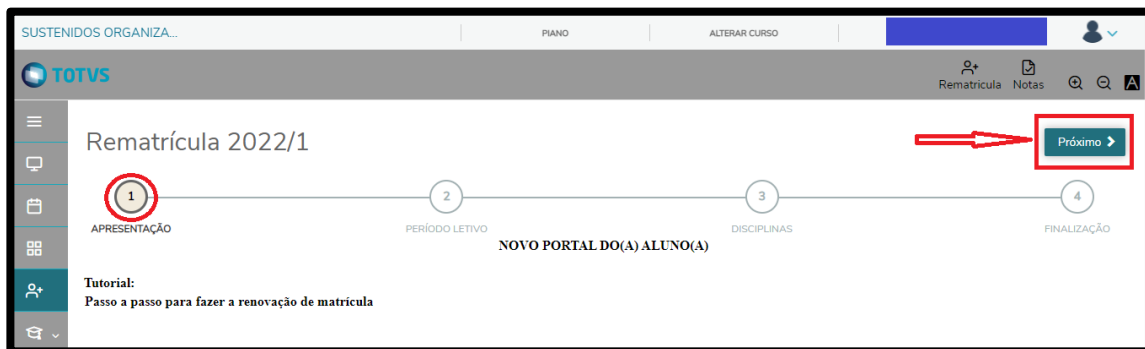 SUSTENIDOS ORGANIZA... PIANO ALTERAR CURSO
TOTVS
Rematricula Notas A
Rematrícula 2022/1
Próximo
1 2 3 4
APRESENTAÇÃO PERÍODO LETIVO DISCIPLINAS FINALIZAÇÃO
NOVO PORTAL DO(A) ALUNO(A)
Tutorial:
Passo a passo para fazer a renovação de matrícula